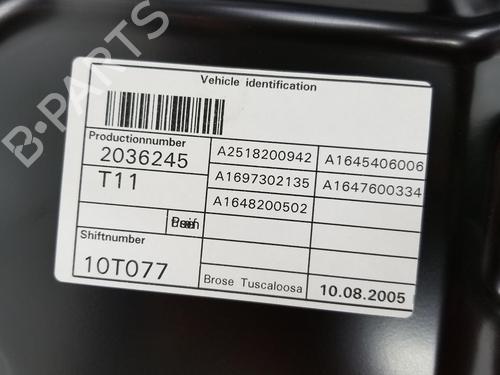 Vehicle identification
Productionnumber
2036245
T11
A2518200942 A1645406006
A1697302135 A1647600334
A1648200502
Shiftnumber
10T077
Brose Tuscaloosa 10.08.2005
B-PARTS